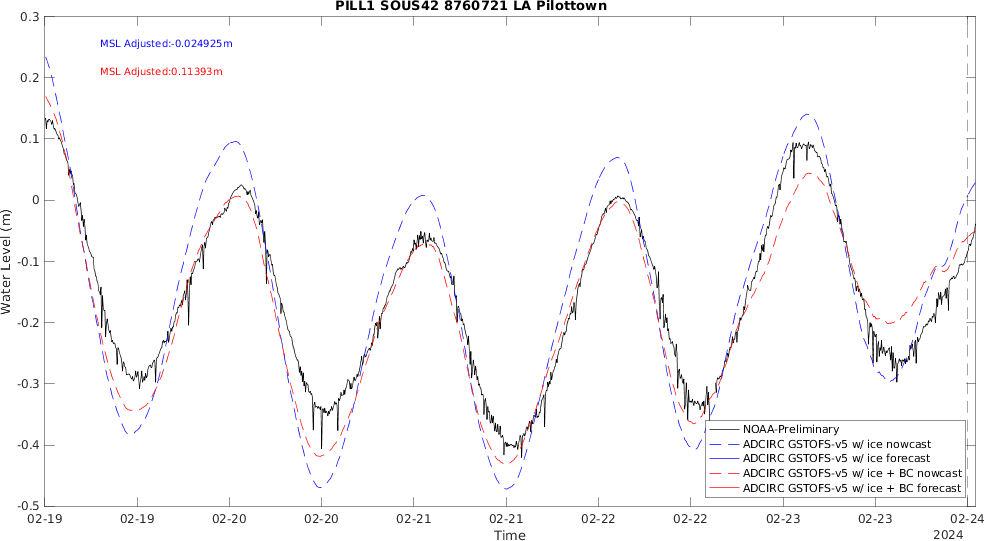 PILL1 SOUS42 8760721 LA Pilottown
MSL Adjusted:-0.024925m
MSL Adjusted:0.11393m
Water Level (m)
0.3
0.2
0.1
0
-0.1
-0.2
-0.3
-0.4
-0.5
NOAA-Preliminary
ADCIRC GSTOFS-v5 w/ ice nowcast
ADCIRC GSTOFS-v5 w/ ice forecast
ADCIRC GSTOFS-v5 w/ ice + BC nowcast
ADCIRC GSTOFS-v5 w/ ice + BC forecast
02-19 02-19 02-20 02-20 02-21 02-21 02-22 02-22 02-23 02-23 02-24
Time
2024